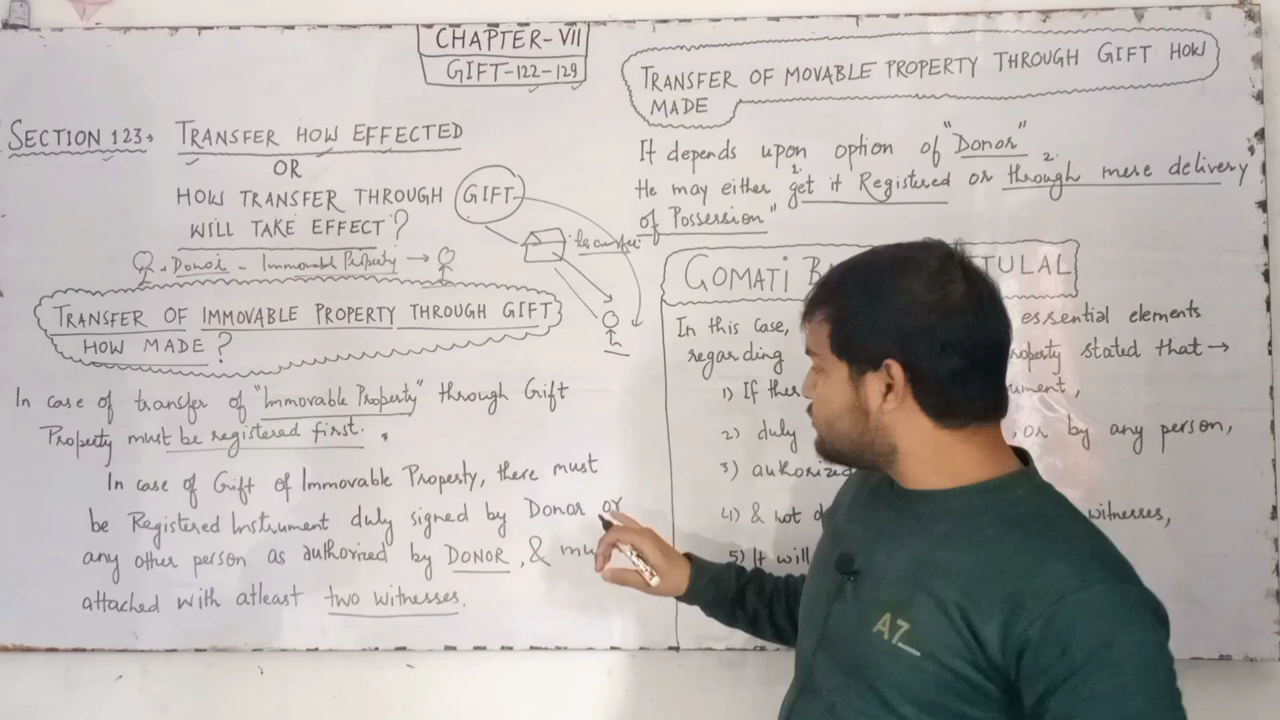 CHAPTER-VII
GIFT-122-129
SECTION 123→ TRANSFER HOW EFFECTED
OR
HOW TRANSFER THROUGH GIFT
WILL TAKE EFFECT?
Donor - Immovable Property →
transfer
TRANSFER OF IMMOVABLE PROPERTY THROUGH GIFT
HOW MADE?
In case of transfer of "Immovable Property" through Gift
Property must be registered first.
In case of Gift of Immovable Property, there must
be Registered Instrument duly signed by Donor or
any other person as authorized by DONOR, &
attached with atleast two witnesses.
TRANSFER OF MOVABLE PROPERTY THROUGH GIFT HOW
MADE
It depends upon option of "Donor"
1. 2.
He may either get it Registered or through mere delivery
of Possession"
GOMATI
In this case, essential elements
regarding stated that →
1) If
2) duly , or by any person,
3)
4) & not witnesses,
5) It will
A7